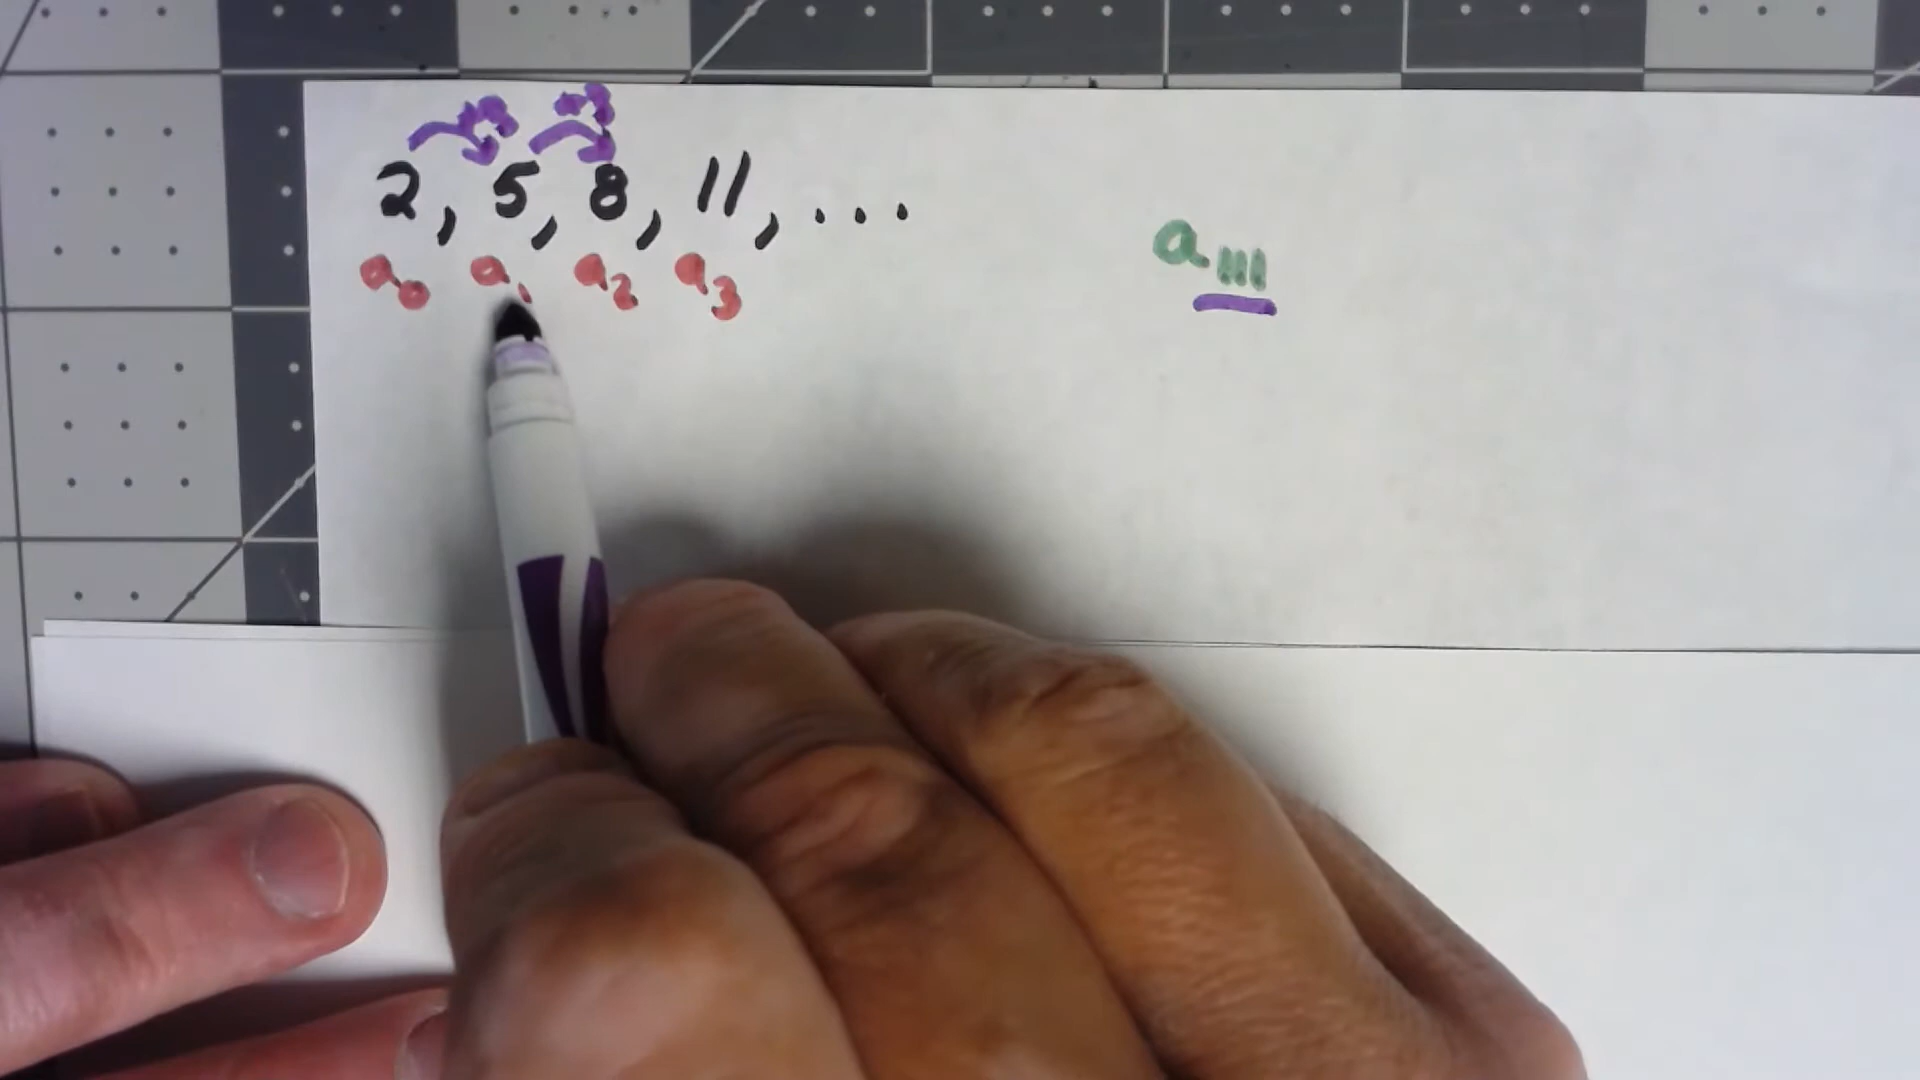 +3 +3
2, 5, 8, 11, ...
a₀ a₁ a₂ a₃
a₁₁₁